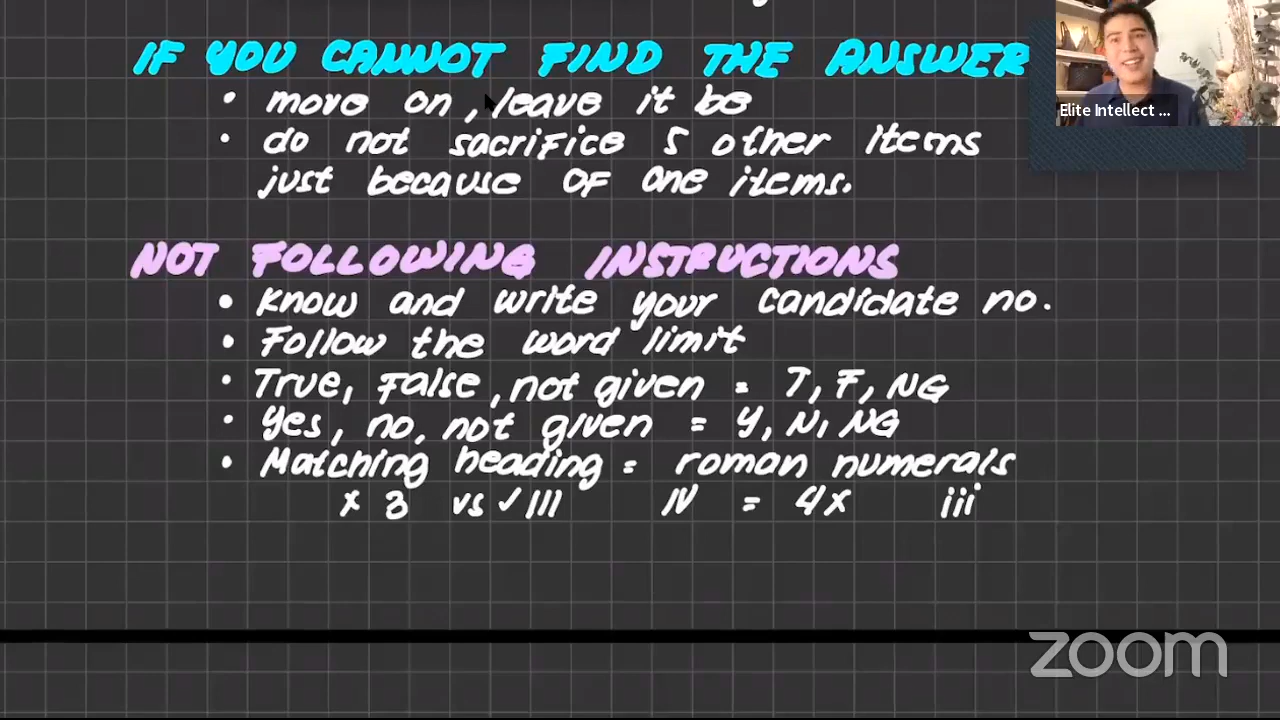 IF YOU CANNOT FIND THE ANSWER
• move on, leave it be
• do not sacrifice 5 other items
just because of one items.
NOT FOLLOWING INSTRUCTIONS
• Know and write your candidate no.
• Follow the word limit
• True, False, not given = T, F, NG
• Yes, no, not given = Y, N, NG
• Matching heading = roman numerals
x 3 vs ✓ III IV = 4x iii
Elite Intellect ...
zoom